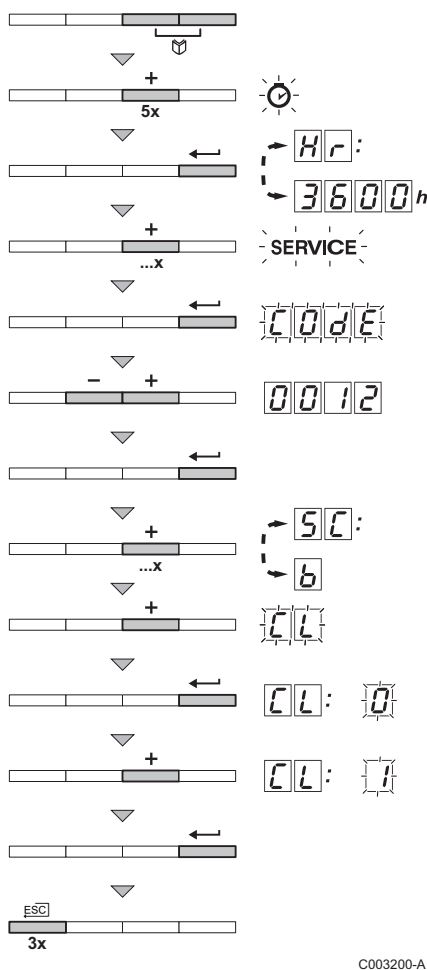 +
5x
Hr:
3600h
+
...x
SERVICE
CODE
- +
0012
+
...x
SC:
b
+
CL
CL: 0
+
CL: 1
ESC
3x
C003200-A